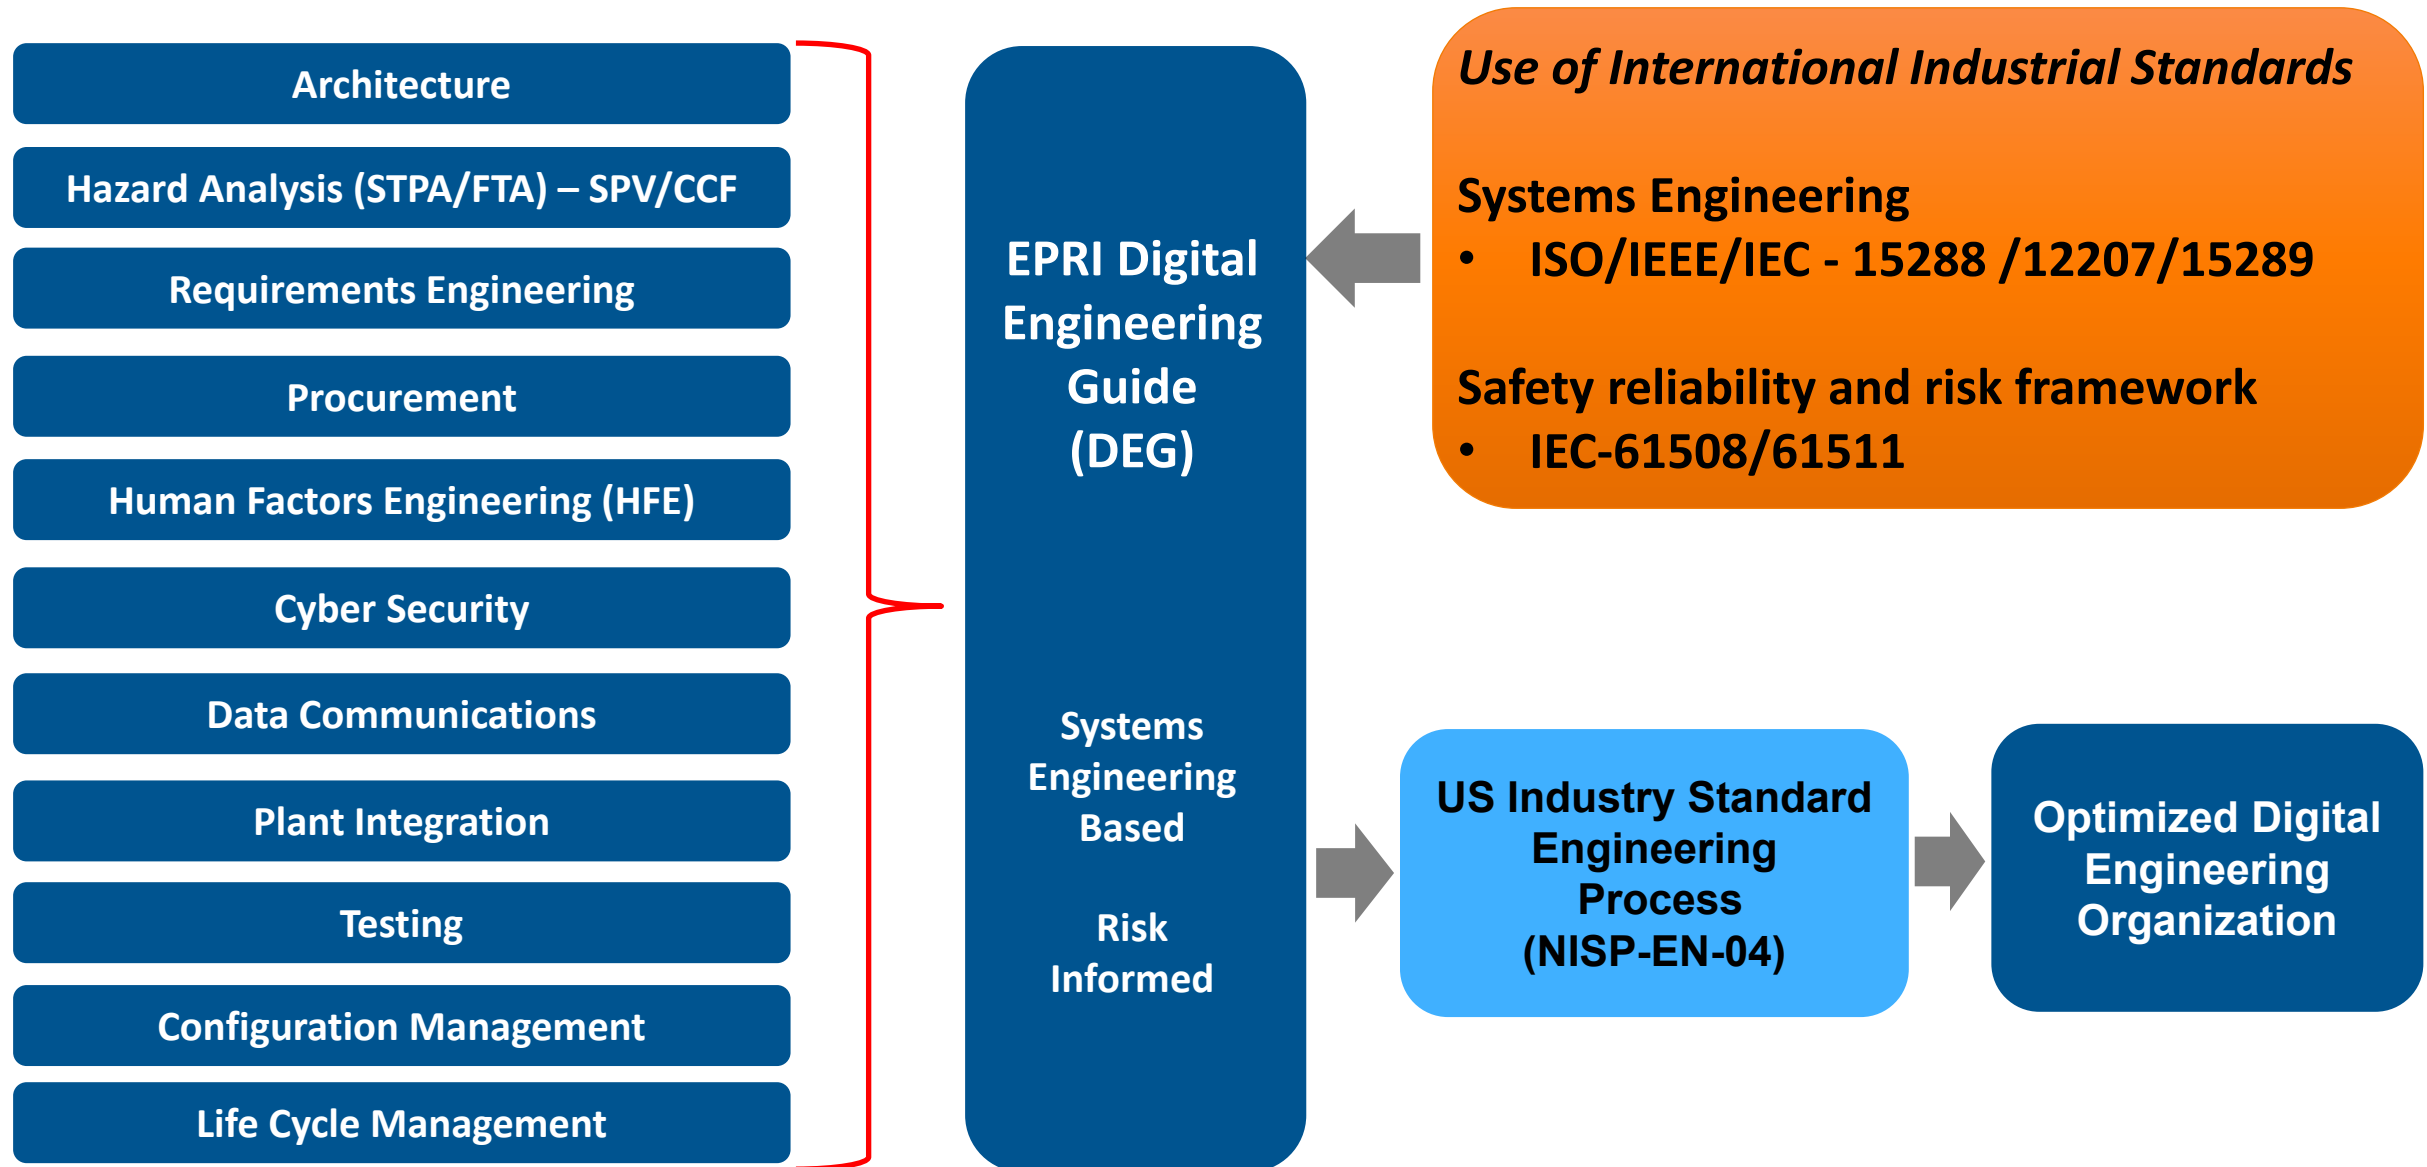 Architecture
Hazard Analysis (STPA/FTA) – SPV/CCF
Requirements Engineering
Procurement
Human Factors Engineering (HFE)
Cyber Security
Data Communications
Plant Integration
Testing
Configuration Management
Life Cycle Management
EPRI Digital
Engineering
Guide
(DEG)
Systems
Engineering
Based
Risk
Informed
Use of International Industrial Standards
Systems Engineering
• ISO/IEEE/IEC - 15288 /12207/15289
Safety reliability and risk framework
• IEC-61508/61511
US Industry Standard
Engineering
Process
(NISP-EN-04)
Optimized Digital
Engineering
Organization